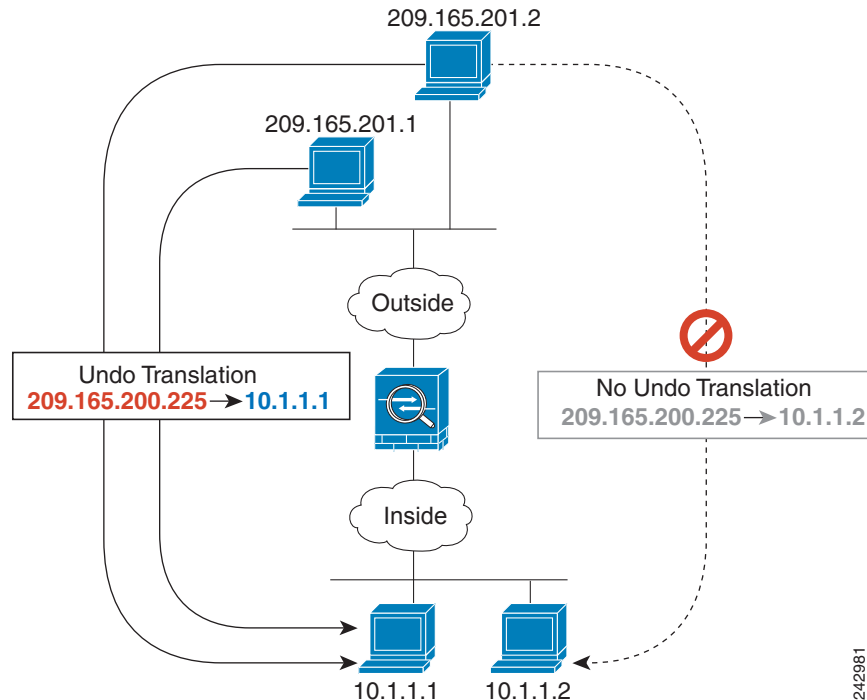 209.165.201.2
209.165.201.1
Outside
Undo Translation
209.165.200.225 → 10.1.1.1
No Undo Translation
209.165.200.225 → 10.1.1.2
Inside
10.1.1.1
10.1.1.2
242981